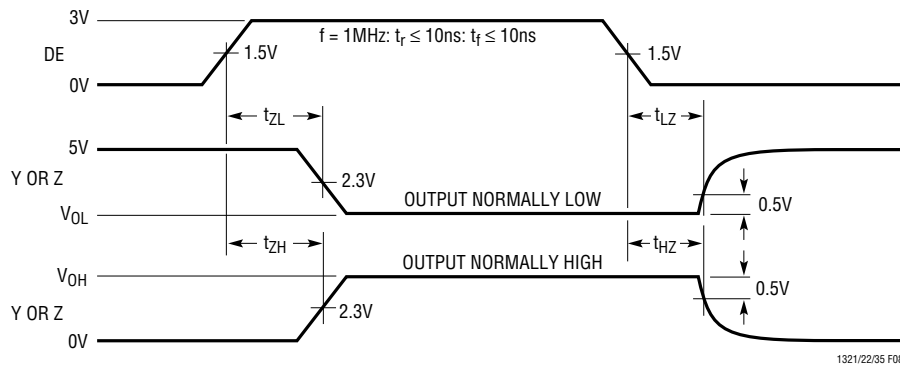 3V
f = 1MHz: tr ≤ 10ns: tf ≤ 10ns
DE
1.5V
1.5V
0V
tZL
tLZ
5V
Y OR Z
2.3V
OUTPUT NORMALLY LOW
0.5V
VOL
tZH
tHZ
VOH
OUTPUT NORMALLY HIGH
0.5V
Y OR Z
2.3V
0V
1321/22/35 F08